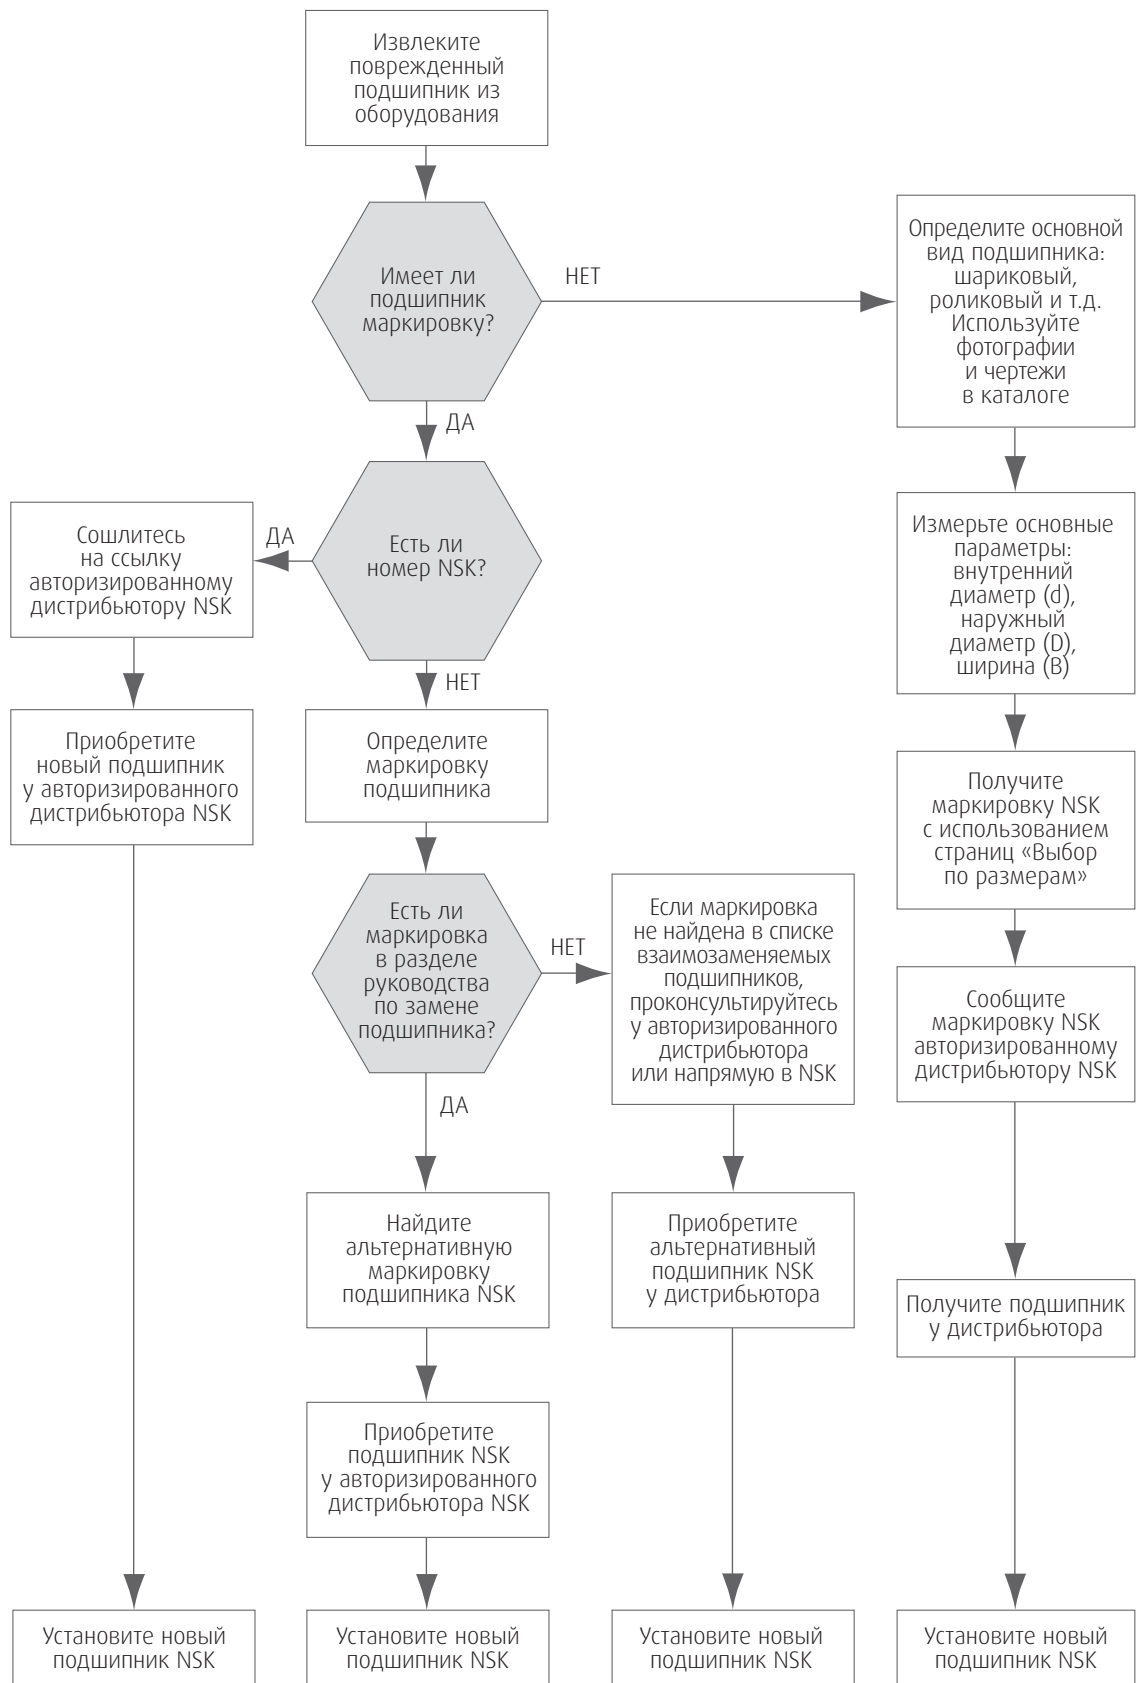 Извлеките
поврежденный
подшипник из
оборудования
Имеет ли
подшипник
маркировку?
НЕТ
Определите основной
вид подшипника:
шариковый,
роликовый и т.д.
Используйте
фотографии
и чертежи
в каталоге
ДА
Есть ли
номер NSK?
ДА
Сошлитесь
на ссылку
авторизированному
дистрибьютору NSK
Измерьте основные
параметры:
внутренний
диаметр (d),
наружный
диаметр (D),
ширина (B)
НЕТ
Приобретите
новый подшипник
у авторизированного
дистрибьютора NSK
Определите
маркировку
подшипника
Получите
маркировку NSK
с использованием
страниц «Выбор
по размерам»
Есть ли
маркировка
в разделе
руководства
по замене
подшипника?
НЕТ
Если маркировка
не найдена в списке
взаимозаменяемых
подшипников,
проконсультируйтесь
у авторизированного
дистрибьютора
или напрямую в NSK
Сообщите
маркировку NSK
авторизированному
дистрибьютору NSK
ДА
Найдите
альтернативную
маркировку
подшипника NSK
Приобретите
альтернативный
подшипник NSK
у дистрибьютора
Получите подшипник
у дистрибьютора
Приобретите
подшипник NSK
у авторизированного
дистрибьютора NSK
Установите новый
подшипник NSK
Установите новый
подшипник NSK
Установите новый
подшипник NSK
Установите новый
подшипник NSK